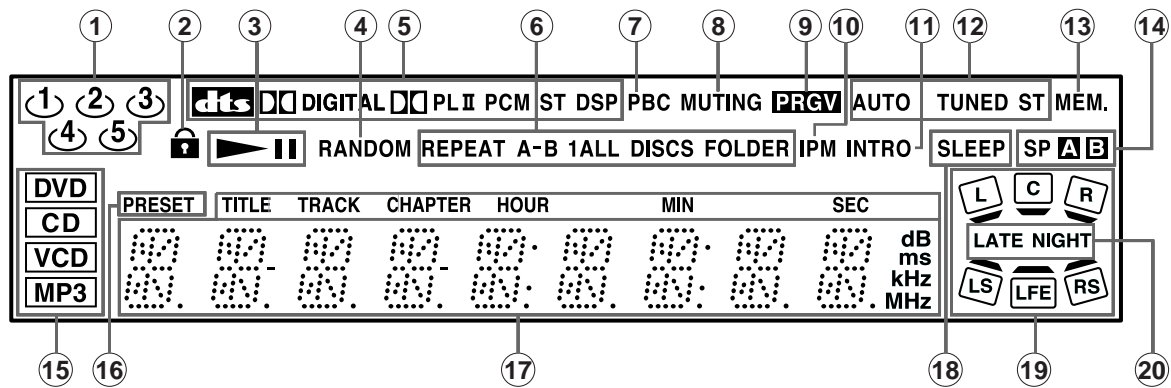 1 2 3 4 5 6 7 8 9 10 11 12 13 14
1 2 3 dts DIGITAL PL II PCM ST DSP PBC MUTING PRGV AUTO TUNED ST MEM.
4 5 RANDOM REPEAT A-B 1ALL DISCS FOLDER IPM INTRO SLEEP SP A B
DVD PRESET TITLE TRACK CHAPTER HOUR MIN SEC L C R
CD dB LATE NIGHT
VCD ms
MP3 kHz LS LFE RS
MHz
15 16 17 18 19 20